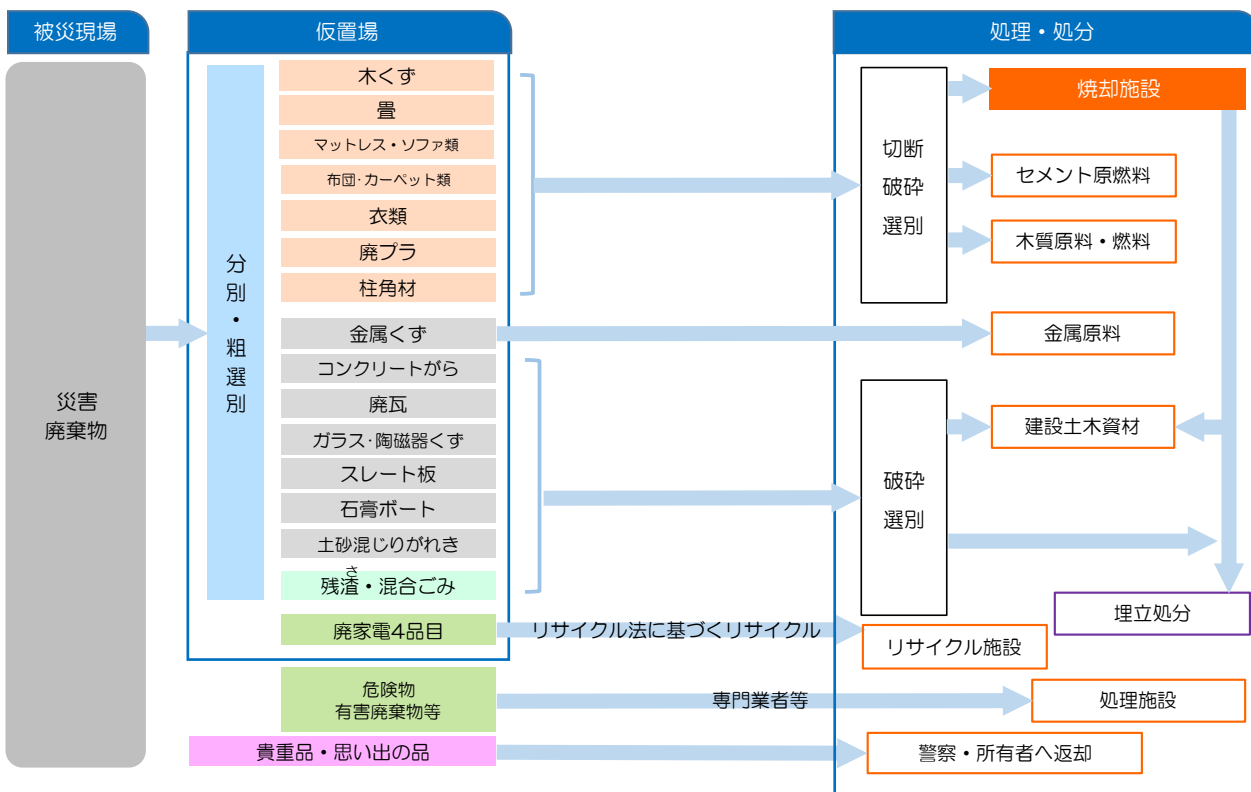 被災現場
仮置場
処理・処分
災害
廃棄物
分別・粗選別
木くず
畳
マットレス・ソファ類
布団・カーペット類
衣類
廃プラ
柱角材
金属くず
コンクリートがら
廃瓦
ガラス・陶磁器くず
スレート板
石膏ボート
土砂混じりがれき
さ
残渣・混合ごみ
廃家電4品目
危険物
有害廃棄物等
貴重品・思い出の品
リサイクル法に基づくリサイクル
専門業者等
切断
破砕
選別
破砕
選別
焼却施設
セメント原燃料
木質原料・燃料
金属原料
建設土木資材
埋立処分
リサイクル施設
処理施設
警察・所有者へ返却